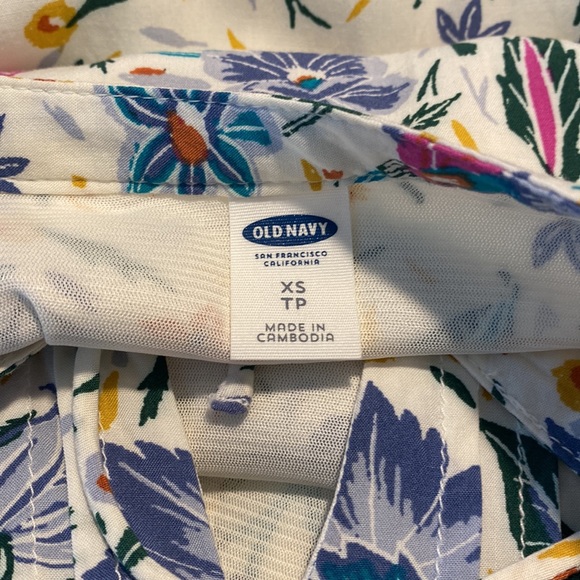 OLD NAVY
SAN FRANCISCO
CALIFORNIA
XS
TP
MADE IN
CAMBODIA